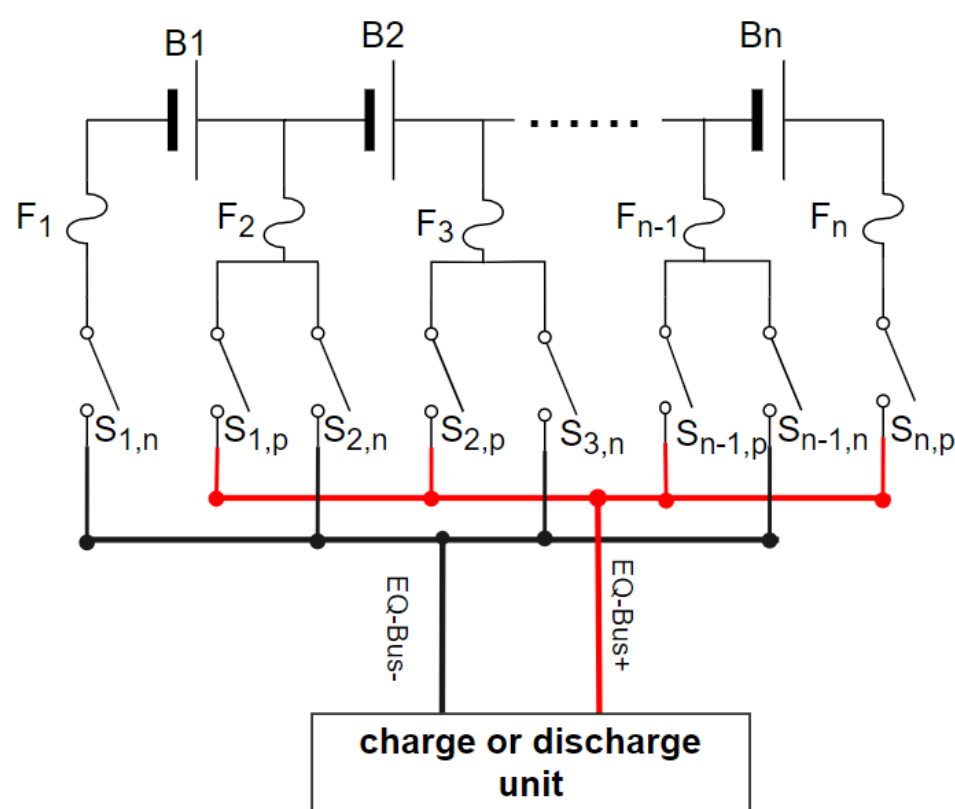 B1
B2
Bn
......
F1
F2
F3
Fn-1
Fn
S1,n
S1,p
S2,n
S2,p
S3,n
Sn-1,p
Sn-1,n
Sn,p
EQ-Bus-
EQ-Bus+
charge or discharge
unit